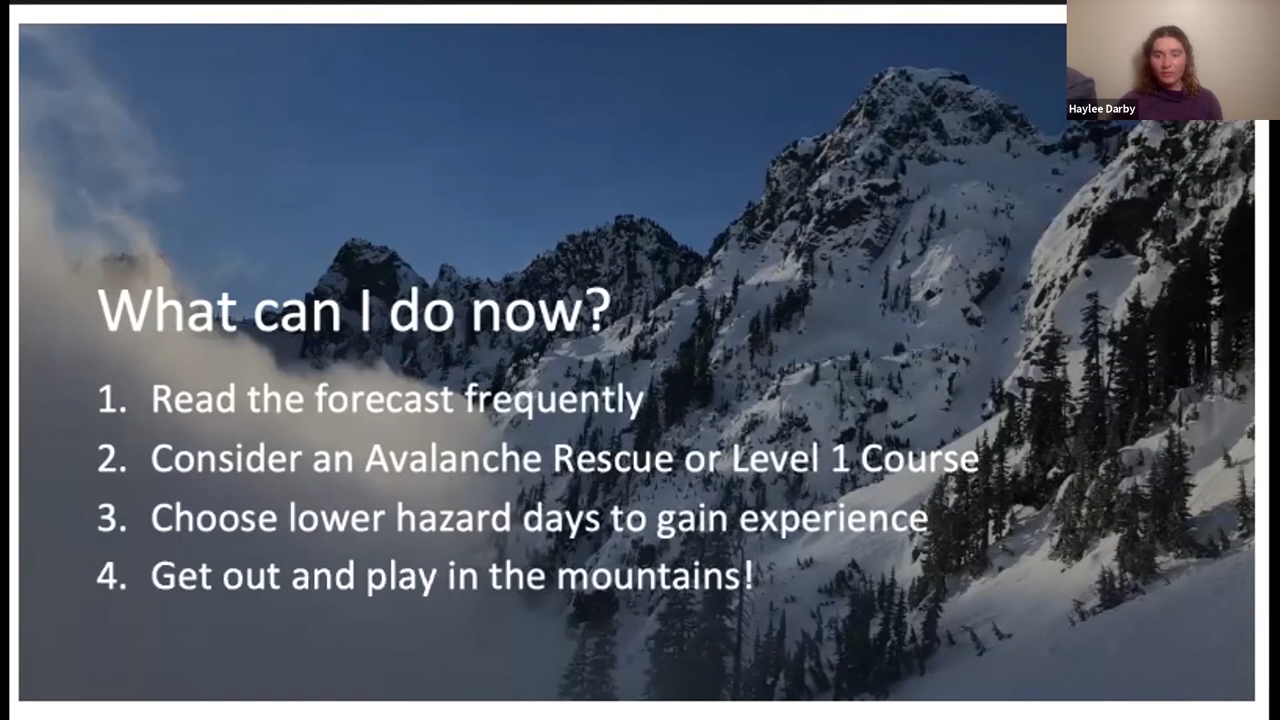 Haylee Darby
What can I do now?
1. Read the forecast frequently
2. Consider an Avalanche Rescue or Level 1 Course
3. Choose lower hazard days to gain experience
4. Get out and play in the mountains!